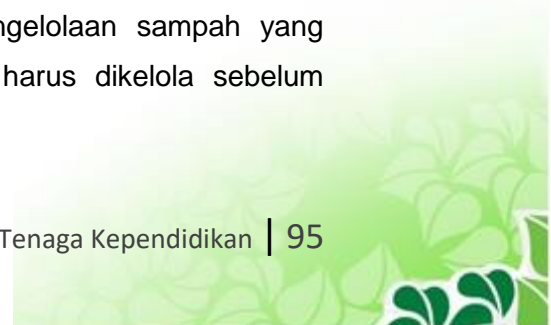 ngelolaan sampah yang
harus dikelola sebelum
Tenaga Kependidikan | 95